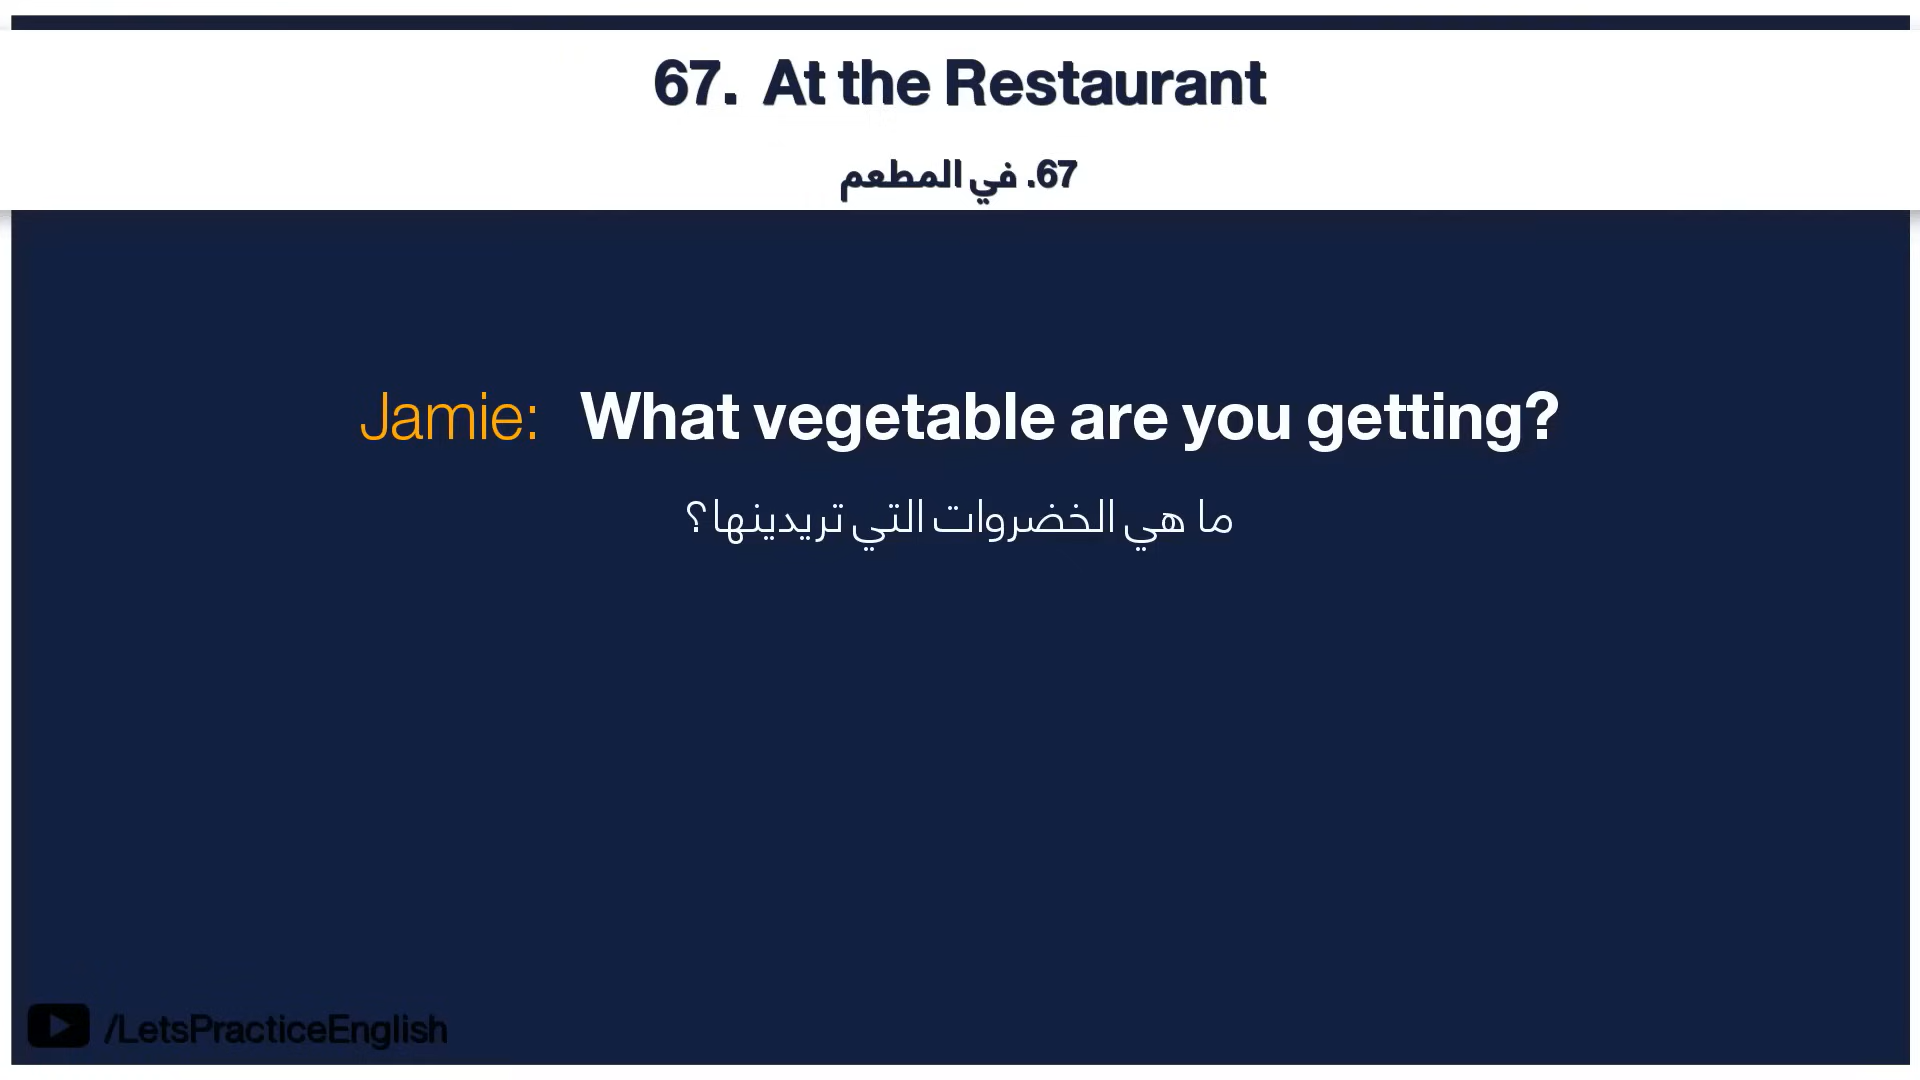 67. At the Restaurant
67. في المطعم
Jamie: What vegetable are you getting?
ما هي الخضروات التي تريدينها؟
/LetsPracticeEnglish